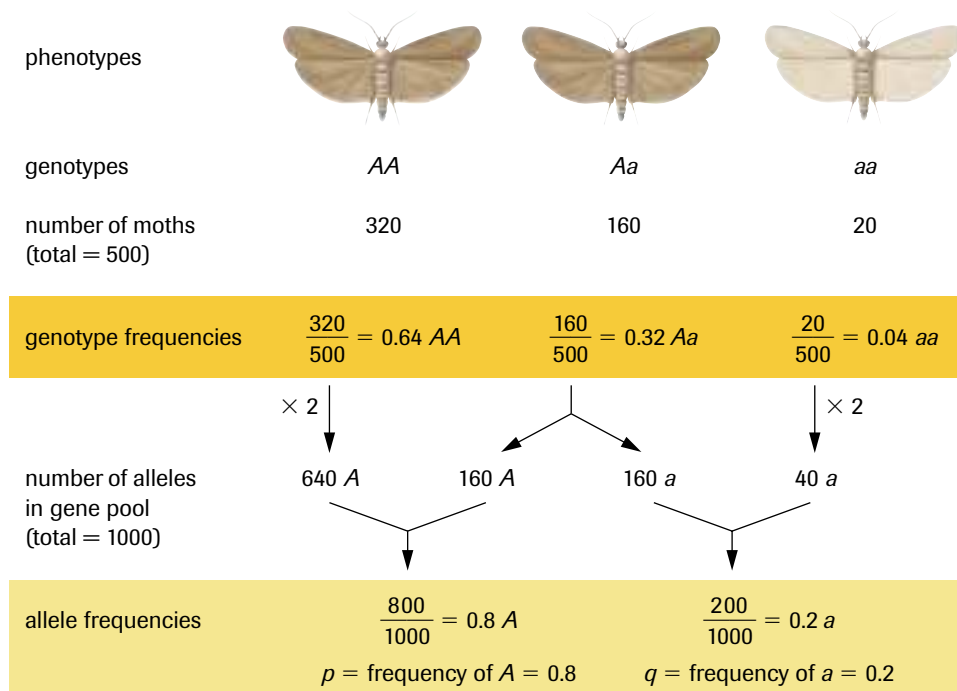 phenotypes
genotypes AA Aa aa
number of moths 320 160 20
(total = 500)
genotype frequencies 320/500 = 0.64 AA 160/500 = 0.32 Aa 20/500 = 0.04 aa
× 2 × 2
number of alleles 640 A 160 A 160 a 40 a
in gene pool
(total = 1000)
allele frequencies 800/1000 = 0.8 A 200/1000 = 0.2 a
p = frequency of A = 0.8 q = frequency of a = 0.2